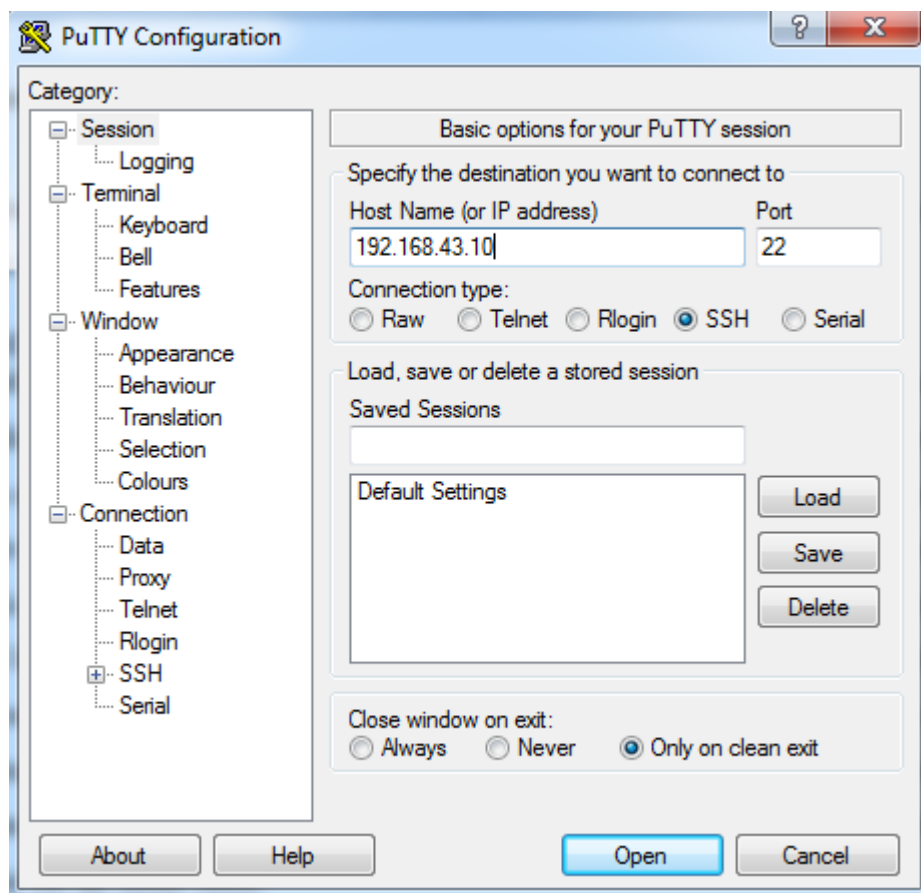 PuTTY Configuration
Category:
Session
Logging
Terminal
Keyboard
Bell
Features
Window
Appearance
Behaviour
Translation
Selection
Colours
Connection
Data
Proxy
Telnet
Rlogin
SSH
Serial
Basic options for your PuTTY session
Specify the destination you want to connect to
Host Name (or IP address) Port
192.168.43.10 22
Connection type:
Raw Telnet Rlogin SSH Serial
Load, save or delete a stored session
Saved Sessions
Default Settings
Load
Save
Delete
Close window on exit:
Always Never Only on clean exit
About Help Open Cancel